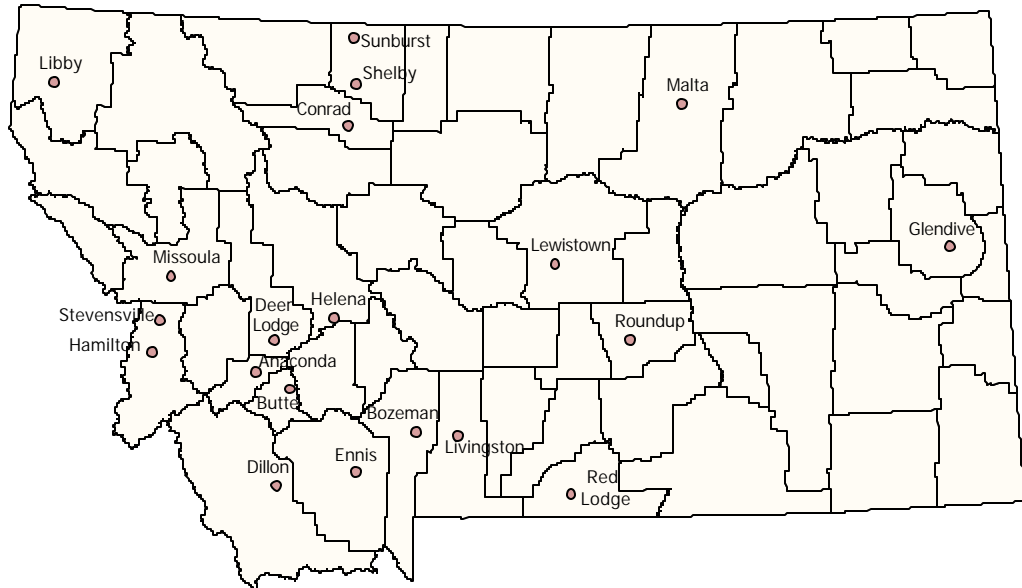 Sunburst
Libby
Shelby
Malta
Conrad
Glendive
Lewistown
Missoula
Helena
Deer
Lodge
Stevensville
Roundup
Hamilton
Anaconda
Butte
Bozeman
Livingston
Ennis
Dillon
Red
Lodge